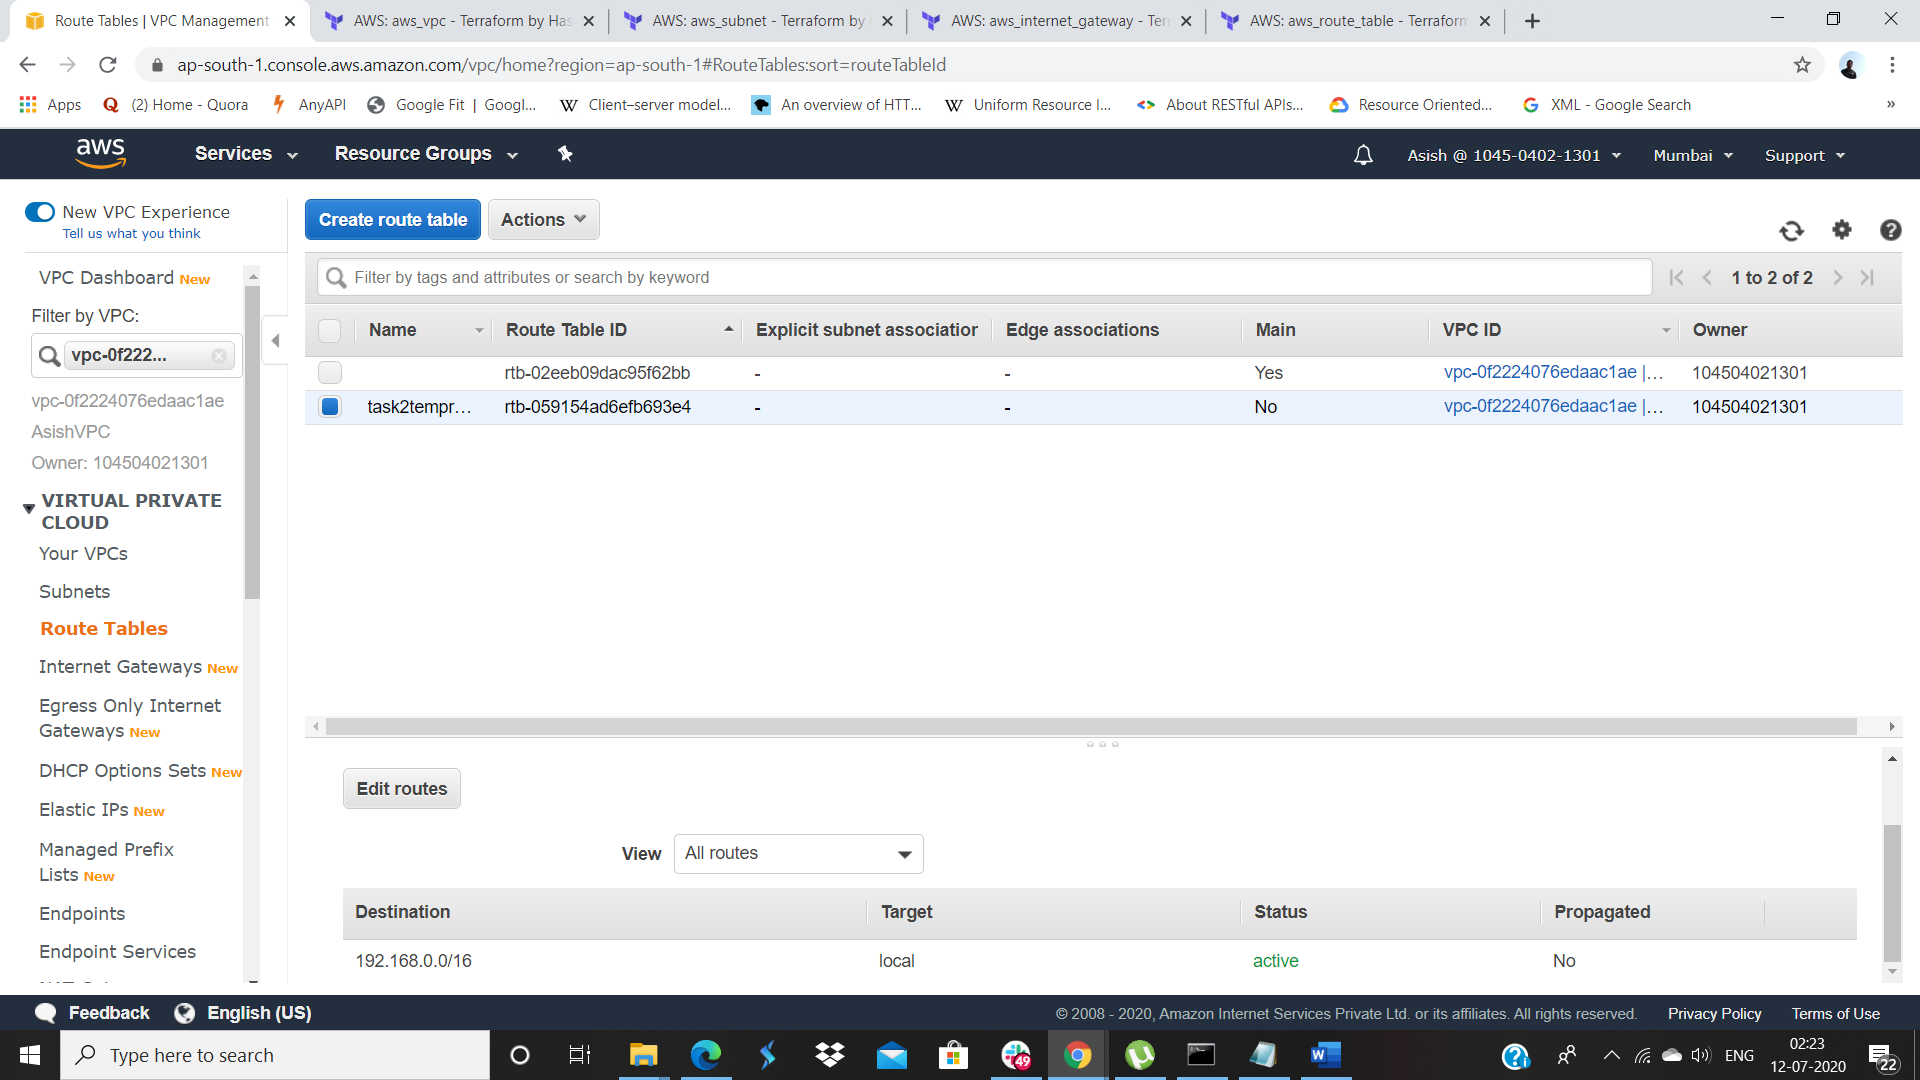 Route Tables | VPC Management
AWS: aws_vpc - Terraform by Has
AWS: aws_subnet - Terraform by
AWS: aws_internet_gateway - Ter
AWS: aws_route_table - Terraform
ap-south-1.console.aws.amazon.com/vpc/home?region=ap-south-1#RouteTables:sort=routeTableId
Apps
(2) Home - Quora
AnyAPI
Google Fit | Googl...
Client–server model...
An overview of HTT...
Uniform Resource I...
About RESTful APIs...
Resource Oriented...
XML - Google Search
»
aws
Services
Resource Groups
Asish @ 1045-0402-1301
Mumbai
Support
New VPC Experience
Tell us what you think
VPC Dashboard New
Filter by VPC:
vpc-0f222...
vpc-0f2224076edaac1ae
AsishVPC
Owner: 104504021301
VIRTUAL PRIVATE
CLOUD
Your VPCs
Subnets
Route Tables
Internet Gateways New
Egress Only Internet
Gateways New
DHCP Options Sets New
Elastic IPs New
Managed Prefix
Lists New
Endpoints
Endpoint Services
Create route table
Actions
Filter by tags and attributes or search by keyword
1 to 2 of 2
Name Route Table ID Explicit subnet association Edge associations Main VPC ID Owner
rtb-02eeb09dac95f62bb - - Yes vpc-0f2224076edaac1ae |... 104504021301
task2tempr... rtb-059154ad6efb693e4 - - No vpc-0f2224076edaac1ae |... 104504021301
Edit routes
View All routes
Destination Target Status Propagated
192.168.0.0/16 local active No
Feedback
English (US)
© 2008 - 2020, Amazon Internet Services Private Ltd. or its affiliates. All rights reserved.
Privacy Policy
Terms of Use
Type here to search
49
ENG
02:23
12-07-2020
22